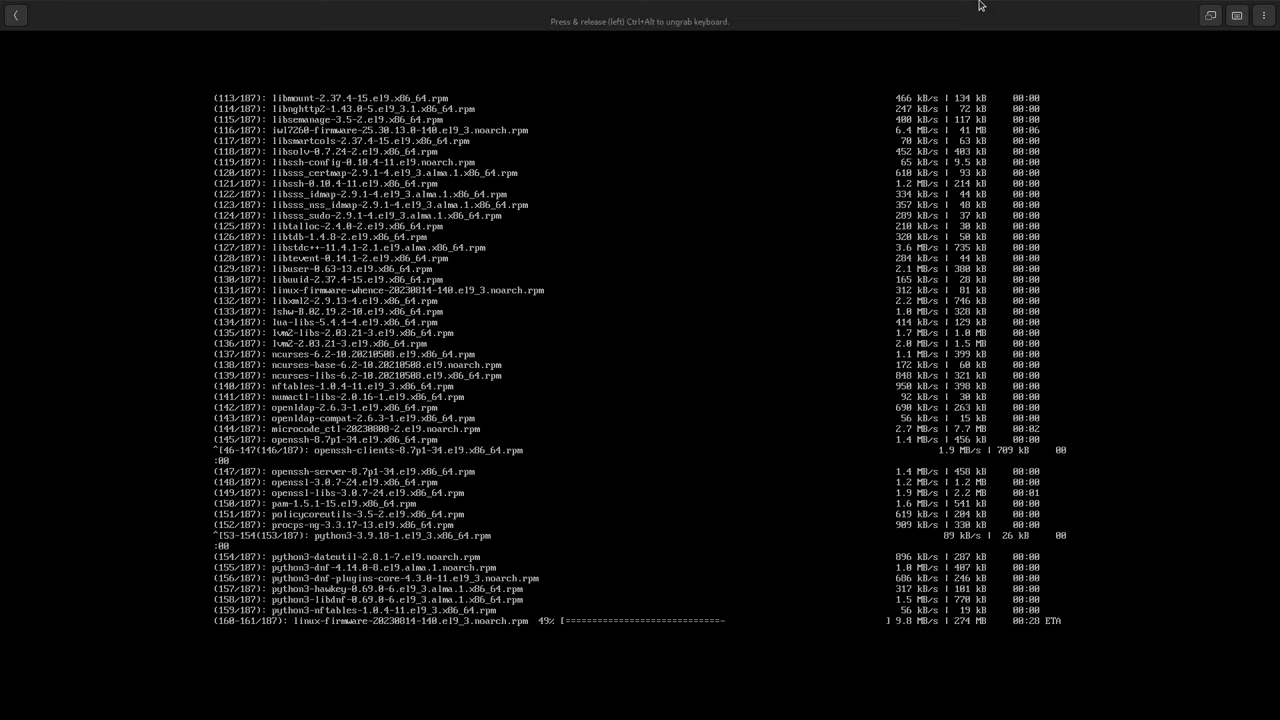 Press & release (left) Ctrl+Alt to ungrab keyboard.
(113/187): libmount-2.37.4-15.el9.x86_64.rpm 466 kB/s | 134 kB 00:00
(114/187): libnghttp2-1.43.0-5.el9_3.1.x86_64.rpm 247 kB/s | 72 kB 00:00
(115/187): libsemanage-3.5-2.el9.x86_64.rpm 400 kB/s | 117 kB 00:00
(116/187): iwl7260-firmware-25.30.13.0-140.el9_3.noarch.rpm 6.4 MB/s | 41 MB 00:06
(117/187): libsmartcols-2.37.4-15.el9.x86_64.rpm 70 kB/s | 63 kB 00:00
(118/187): libsolv-0.7.24-2.el9.x86_64.rpm 452 kB/s | 403 kB 00:00
(119/187): libssh-config-0.10.4-11.el9.noarch.rpm 65 kB/s | 9.5 kB 00:00
(120/187): libsss_certmap-2.9.1-4.el9_3.alma.1.x86_64.rpm 610 kB/s | 93 kB 00:00
(121/187): libssh-0.10.4-11.el9.x86_64.rpm 1.2 MB/s | 214 kB 00:00
(122/187): libsss_idmap-2.9.1-4.el9_3.alma.1.x86_64.rpm 334 kB/s | 44 kB 00:00
(123/187): libsss_nss_idmap-2.9.1-4.el9_3.alma.1.x86_64.rpm 357 kB/s | 48 kB 00:00
(124/187): libsss_sudo-2.9.1-4.el9_3.alma.1.x86_64.rpm 289 kB/s | 37 kB 00:00
(125/187): libtalloc-2.4.0-2.el9.x86_64.rpm 210 kB/s | 30 kB 00:00
(126/187): libtdb-1.4.8-2.el9.x86_64.rpm 320 kB/s | 50 kB 00:00
(127/187): libstdc++-11.4.1-2.1.el9.alma.x86_64.rpm 3.6 MB/s | 735 kB 00:00
(128/187): libtevent-0.14.1-2.el9.x86_64.rpm 284 kB/s | 44 kB 00:00
(129/187): libuser-0.63-13.el9.x86_64.rpm 2.1 MB/s | 380 kB 00:00
(130/187): libuuid-2.37.4-15.el9.x86_64.rpm 165 kB/s | 28 kB 00:00
(131/187): linux-firmware-whence-20230814-140.el9_3.noarch.rpm 312 kB/s | 81 kB 00:00
(132/187): libxml2-2.9.13-4.el9.x86_64.rpm 2.2 MB/s | 746 kB 00:00
(133/187): lshw-B.02.19.2-10.el9.x86_64.rpm 1.0 MB/s | 328 kB 00:00
(134/187): lua-libs-5.4.4-4.el9.x86_64.rpm 414 kB/s | 129 kB 00:00
(135/187): lvm2-libs-2.03.21-3.el9.x86_64.rpm 1.7 MB/s | 1.0 MB 00:00
(136/187): lvm2-2.03.21-3.el9.x86_64.rpm 2.0 MB/s | 1.5 MB 00:00
(137/187): ncurses-6.2-10.20210508.el9.x86_64.rpm 1.1 MB/s | 399 kB 00:00
(138/187): ncurses-base-6.2-10.20210508.el9.noarch.rpm 172 kB/s | 60 kB 00:00
(139/187): ncurses-libs-6.2-10.20210508.el9.x86_64.rpm 848 kB/s | 321 kB 00:00
(140/187): nftables-1.0.4-11.el9_3.x86_64.rpm 950 kB/s | 398 kB 00:00
(141/187): numactl-libs-2.0.16-1.el9.x86_64.rpm 92 kB/s | 30 kB 00:00
(142/187): openldap-2.6.3-1.el9.x86_64.rpm 690 kB/s | 263 kB 00:00
(143/187): openldap-compat-2.6.3-1.el9.x86_64.rpm 56 kB/s | 15 kB 00:00
(144/187): microcode_ctl-20230808-2.el9.noarch.rpm 2.7 MB/s | 7.7 MB 00:02
(145/187): openssh-8.7p1-34.el9.x86_64.rpm 1.4 MB/s | 456 kB 00:00
^[46-147(146/187): openssh-clients-8.7p1-34.el9.x86_64.rpm 1.9 MB/s | 709 kB 00
:00
(147/187): openssh-server-8.7p1-34.el9.x86_64.rpm 1.4 MB/s | 458 kB 00:00
(148/187): openssl-3.0.7-24.el9.x86_64.rpm 1.2 MB/s | 1.2 MB 00:00
(149/187): openssl-libs-3.0.7-24.el9.x86_64.rpm 1.9 MB/s | 2.2 MB 00:01
(150/187): pam-1.5.1-15.el9.x86_64.rpm 1.6 MB/s | 541 kB 00:00
(151/187): policycoreutils-3.5-2.el9.x86_64.rpm 619 kB/s | 204 kB 00:00
(152/187): procps-ng-3.3.17-13.el9.x86_64.rpm 909 kB/s | 330 kB 00:00
^[53-154(153/187): python3-3.9.18-1.el9_3.x86_64.rpm 89 kB/s | 26 kB 00
:00
(154/187): python3-dateutil-2.8.1-7.el9.noarch.rpm 896 kB/s | 287 kB 00:00
(155/187): python3-dnf-4.14.0-8.el9.alma.1.noarch.rpm 1.0 MB/s | 407 kB 00:00
(156/187): python3-dnf-plugins-core-4.3.0-11.el9_3.noarch.rpm 686 kB/s | 246 kB 00:00
(157/187): python3-hawkey-0.69.0-6.el9_3.alma.1.x86_64.rpm 317 kB/s | 101 kB 00:00
(158/187): python3-libdnf-0.69.0-6.el9_3.alma.1.x86_64.rpm 1.5 MB/s | 770 kB 00:00
(159/187): python3-nftables-1.0.4-11.el9_3.x86_64.rpm 56 kB/s | 19 kB 00:00
(160-161/187): linux-firmware-20230814-140.el9_3.noarch.rpm 49% [=============================- ] 9.8 MB/s | 274 MB 00:28 ETA